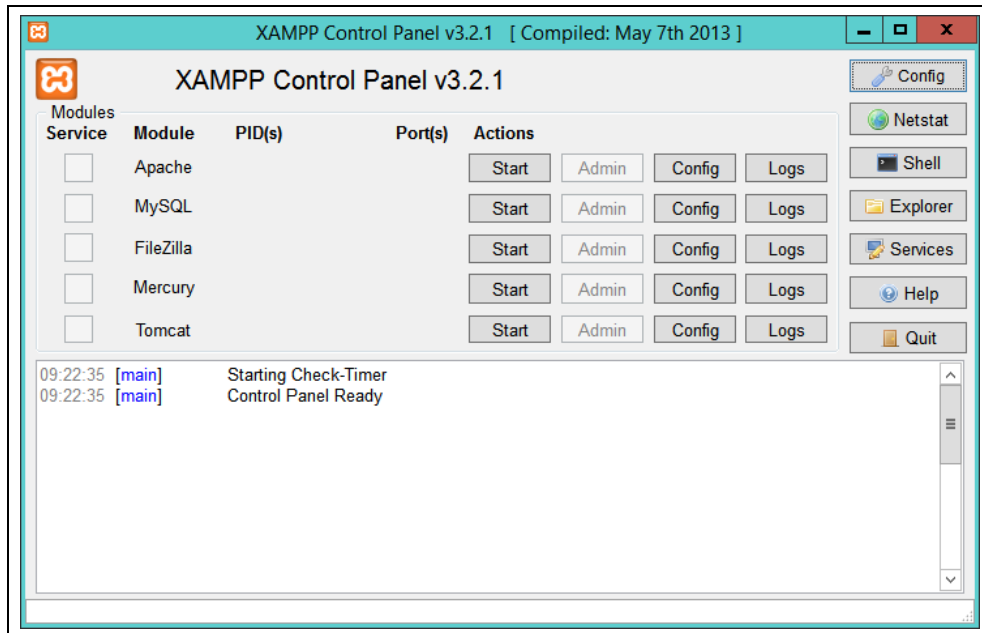 XAMPP Control Panel v3.2.1 [ Compiled: May 7th 2013 ]
XAMPP Control Panel v3.2.1
Config
Modules
Netstat
Service Module PID(s) Port(s) Actions
Apache Start Admin Config Logs
Shell
MySQL Start Admin Config Logs
Explorer
FileZilla Start Admin Config Logs
Services
Mercury Start Admin Config Logs
Help
Tomcat Start Admin Config Logs
Quit
09:22:35 [main] Starting Check-Timer
09:22:35 [main] Control Panel Ready